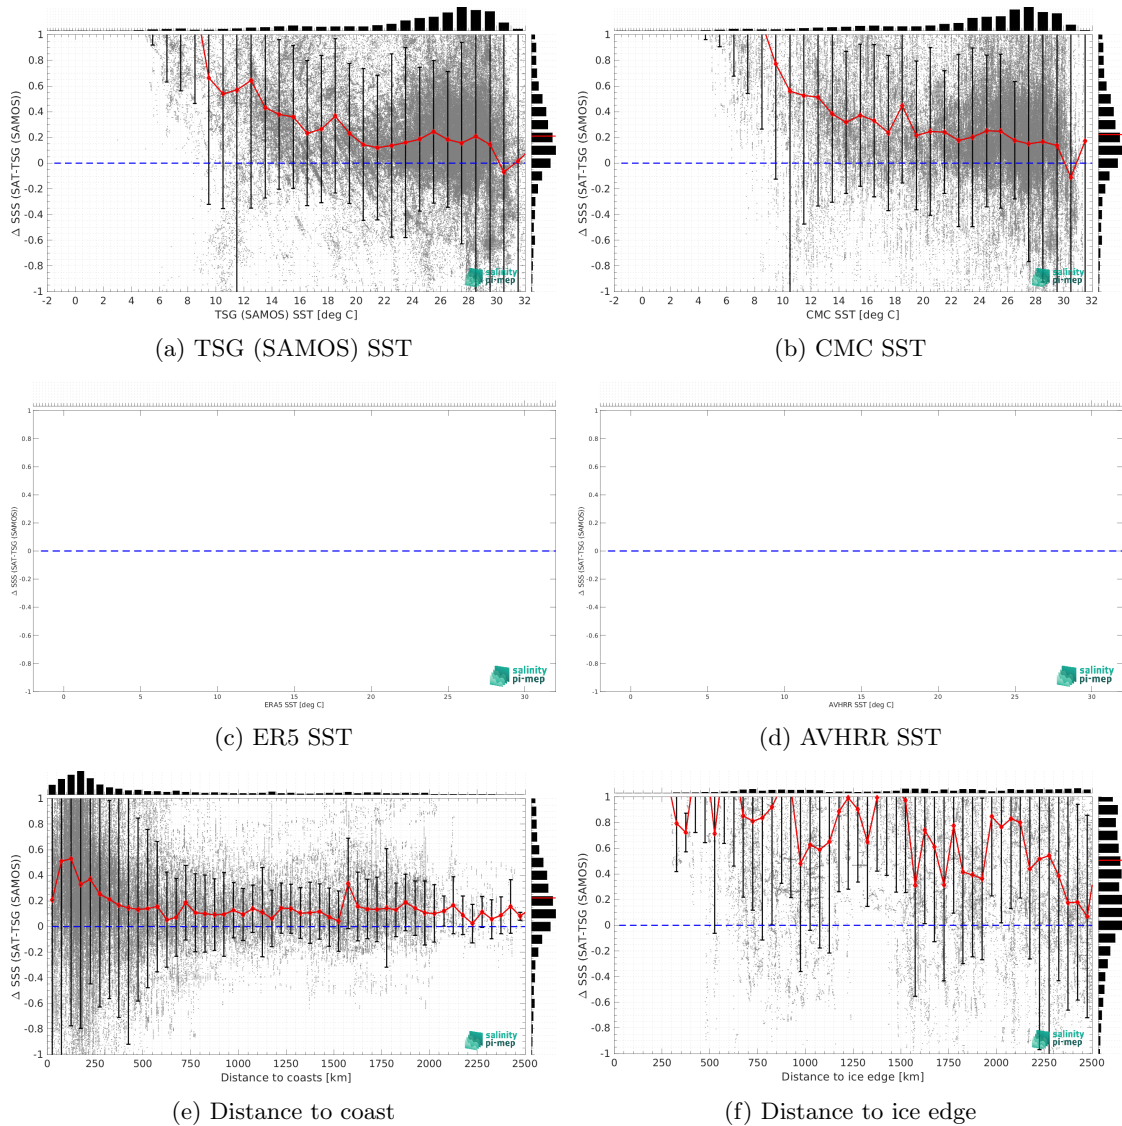 1
0.8
0.6
0.4
0.2
0
-0.2
-0.4
-0.6
-0.8
-1
Δ SSS (SAT-TSG (SAMOS))
-2 0 2 4 6 8 10 12 14 16 18 20 22 24 26 28 30 32
TSG (SAMOS) SST [deg C]
salinity
pi-mep
(a) TSG (SAMOS) SST
1
0.8
0.6
0.4
0.2
0
-0.2
-0.4
-0.6
-0.8
-1
Δ SSS (SAT-TSG (SAMOS))
-2 0 2 4 6 8 10 12 14 16 18 20 22 24 26 28 30 32
CMC SST [deg C]
salinity
pi-mep
(b) CMC SST
1
0.8
0.6
0.4
0.2
0
-0.2
-0.4
-0.6
-0.8
-1
Δ SSS (SAT-TSG (SAMOS))
0 5 10 15 20 25 30
ERA5 SST [deg C]
salinity
pi-mep
(c) ER5 SST
1
0.8
0.6
0.4
0.2
0
-0.2
-0.4
-0.6
-0.8
-1
Δ SSS (SAT-TSG (SAMOS))
0 5 10 15 20 25 30
AVHRR SST [deg C]
salinity
pi-mep
(d) AVHRR SST
1
0.8
0.6
0.4
0.2
0
-0.2
-0.4
-0.6
-0.8
-1
Δ SSS (SAT-TSG (SAMOS))
0 250 500 750 1000 1250 1500 1750 2000 2250 2500
Distance to coasts [km]
salinity
pi-mep
(e) Distance to coast
1
0.8
0.6
0.4
0.2
0
-0.2
-0.4
-0.6
-0.8
-1
Δ SSS (SAT-TSG (SAMOS))
0 250 500 750 1000 1250 1500 1750 2000 2250 2500
Distance to ice edge [km]
salinity
pi-mep
(f) Distance to ice edge